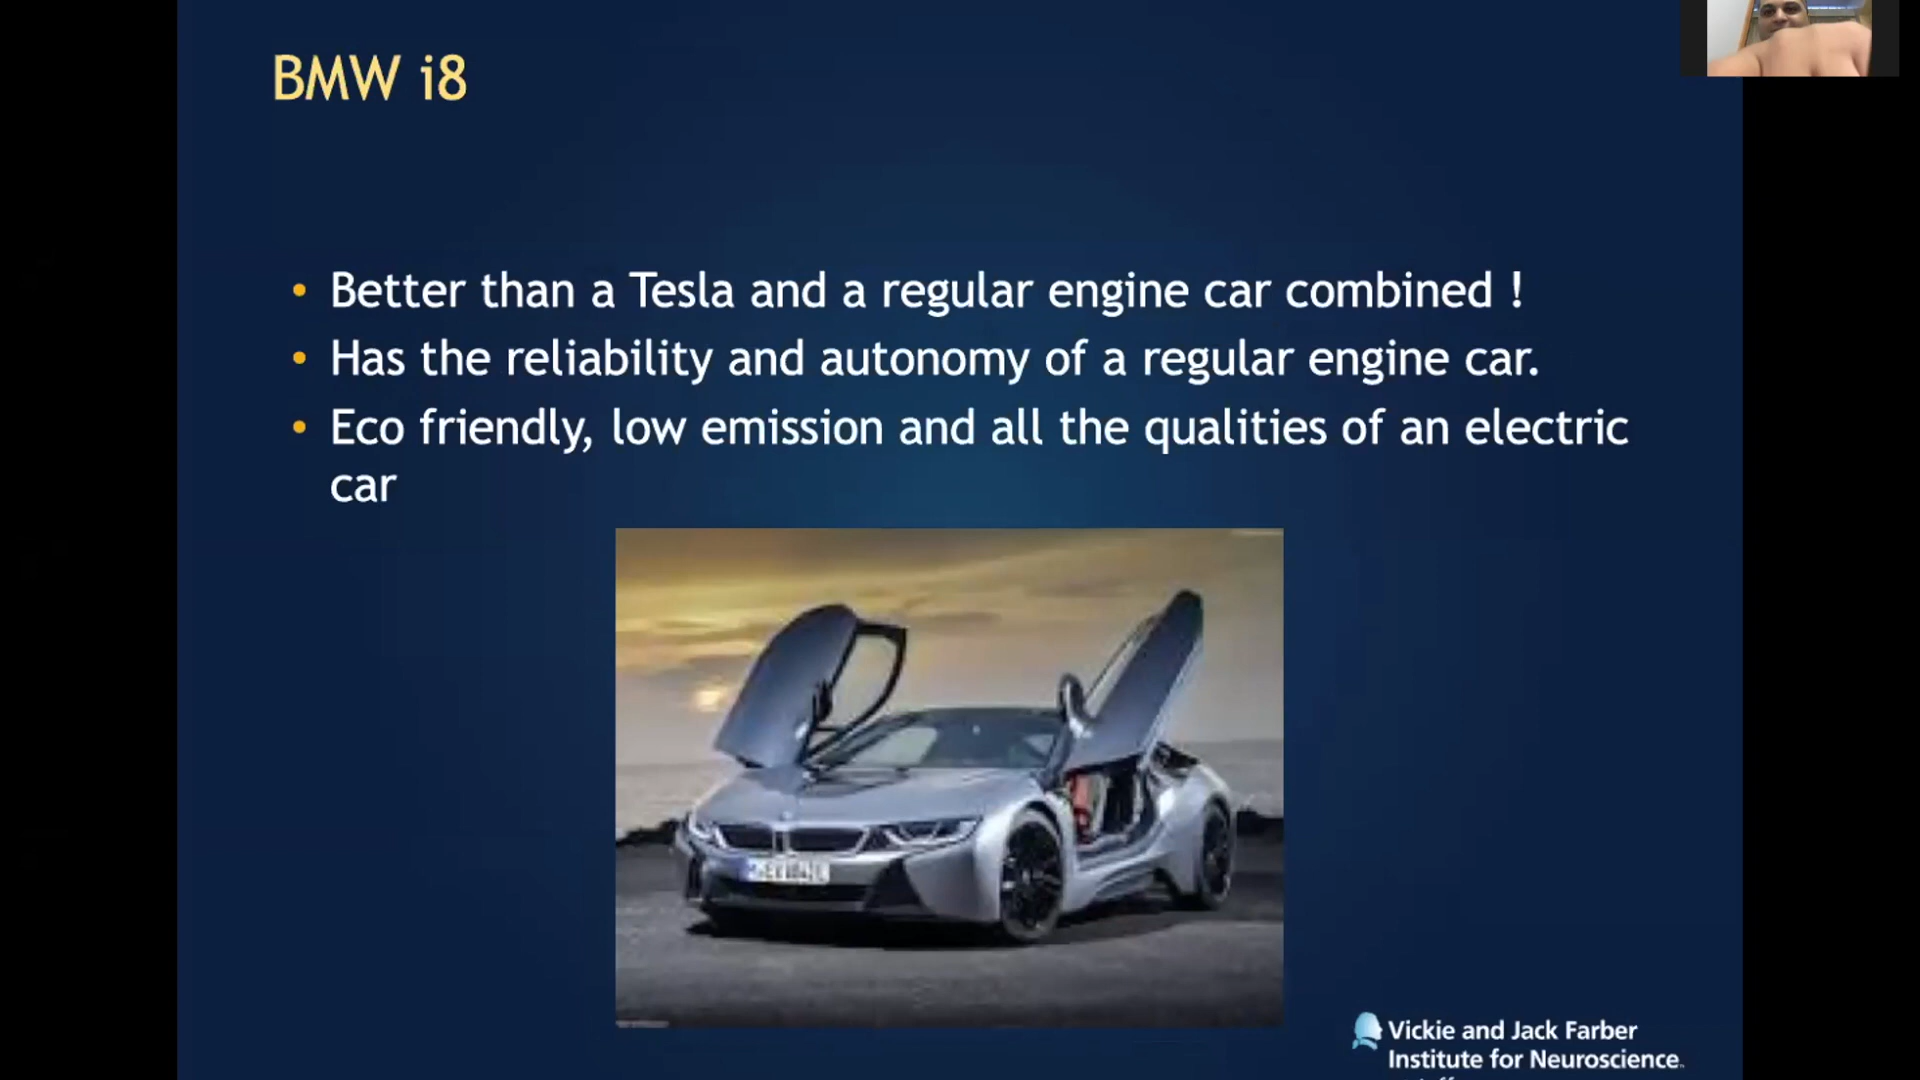 BMW i8
• Better than a Tesla and a regular engine car combined !
• Has the reliability and autonomy of a regular engine car.
• Eco friendly, low emission and all the qualities of an electric
car
Vickie and Jack Farber
Institute for Neuroscience